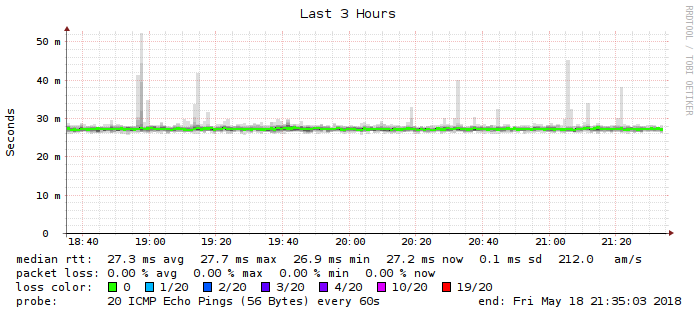 Last 3 Hours
RRDTOOL / TOBI OETIKER
Seconds
50 m
40 m
30 m
20 m
10 m
0
18:40 19:00 19:20 19:40 20:00 20:20 20:40 21:00 21:20
median rtt: 27.3 ms avg 27.7 ms max 26.9 ms min 27.2 ms now 0.1 ms sd 212.0 am/s
packet loss: 0.00 % avg 0.00 % max 0.00 % min 0.00 % now
loss color: 0 1/20 2/20 3/20 4/20 10/20 19/20
probe: 20 ICMP Echo Pings (56 Bytes) every 60s end: Fri May 18 21:35:03 2018